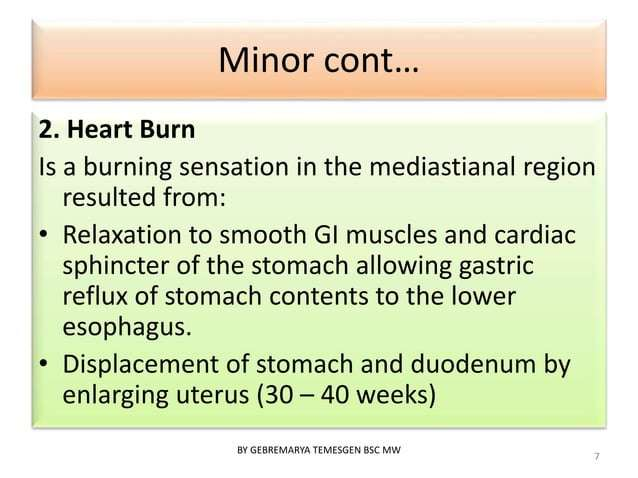 Minor cont…
2. Heart Burn
Is a burning sensation in the mediastianal region
resulted from:
• Relaxation to smooth GI muscles and cardiac
sphincter of the stomach allowing gastric
reflux of stomach contents to the lower
esophagus.
• Displacement of stomach and duodenum by
enlarging uterus (30 – 40 weeks)
BY GEBREMARYA TEMESGEN BSC MW
7